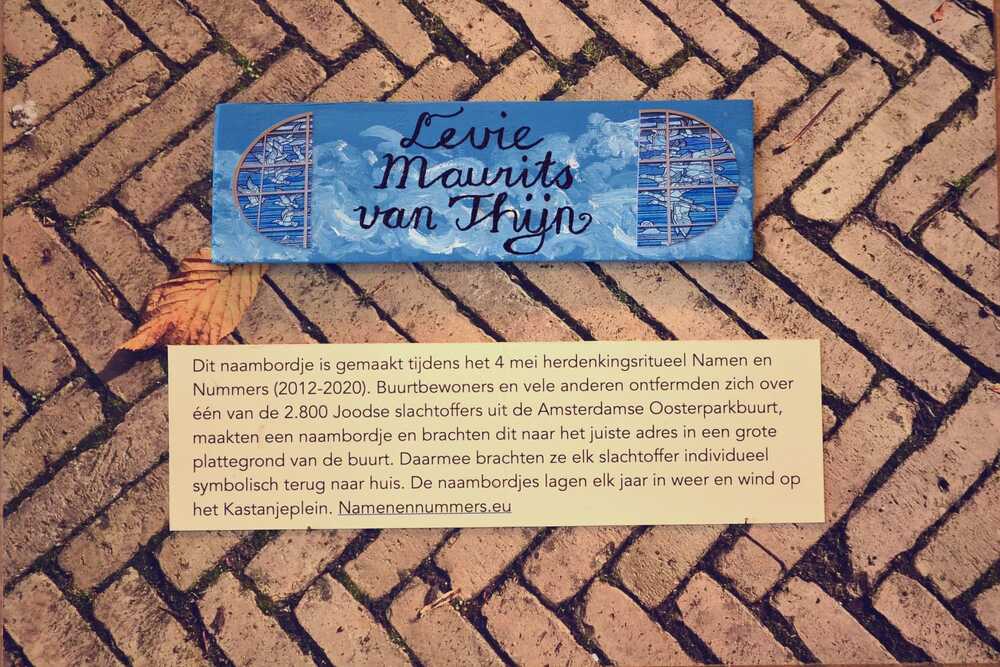 Levie
Maurits
van Thijn
Dit naambordje is gemaakt tijdens het 4 mei herdenkingsritueel Namen en
Nummers (2012-2020). Buurtbewoners en vele anderen ontfermden zich over
één van de 2.800 Joodse slachtoffers uit de Amsterdamse Oosterparkbuurt,
maakten een naambordje en brachten dit naar het juiste adres in een grote
plattegrond van de buurt. Daarmee brachten ze elk slachtoffer individueel
symbolisch terug naar huis. De naambordjes lagen elk jaar in weer en wind op
het Kastanjeplein. Namenennummers.eu